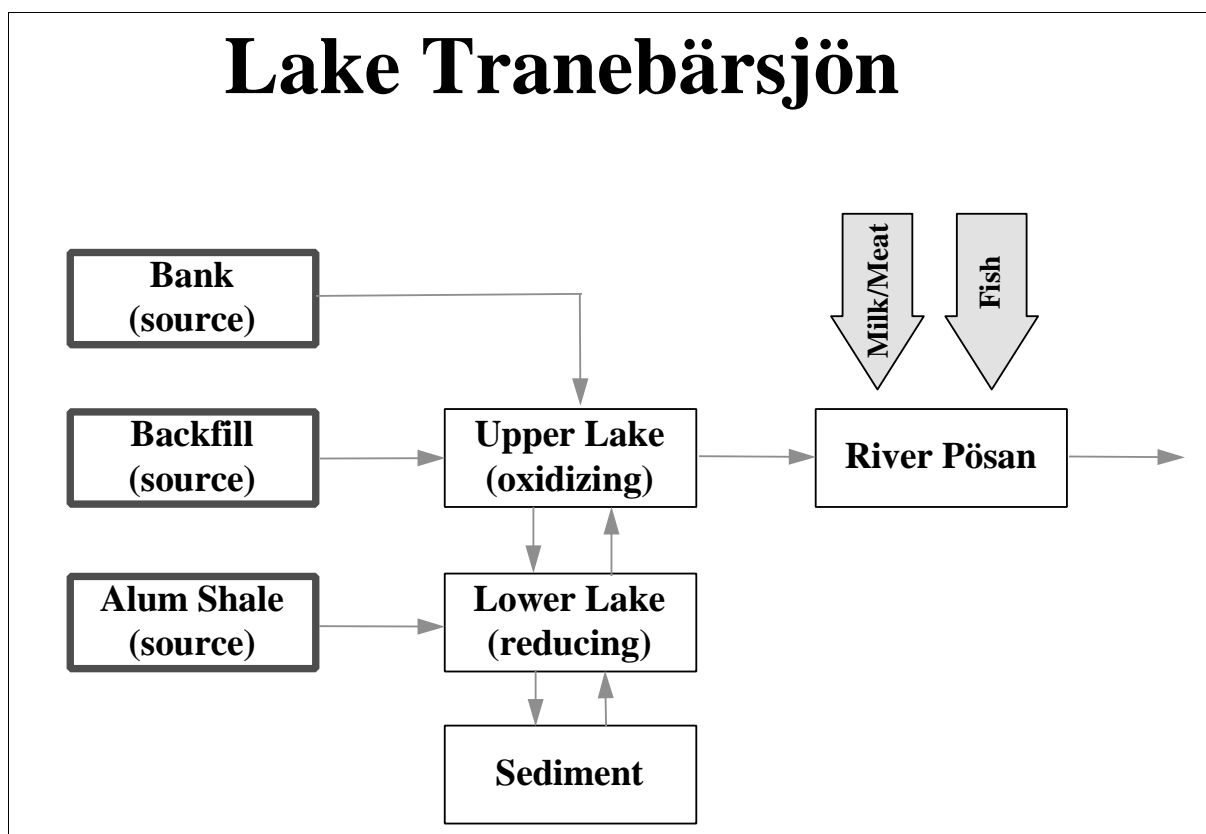 Lake Tranebärsjön
Milk/Meat
Fish
Bank
(source)
Backfill
(source)
Upper Lake
(oxidizing)
River Pösan
Alum Shale
(source)
Lower Lake
(reducing)
Sediment